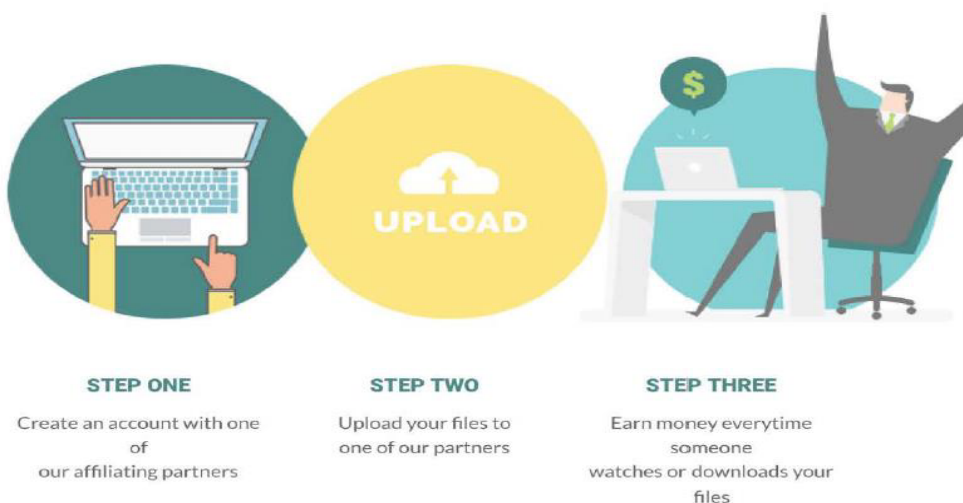 $
UPLOAD
STEP ONE
Create an account with one
of
our affiliating partners
STEP TWO
Upload your files to
one of our partners
STEP THREE
Earn money everytime
someone
watches or downloads your
files